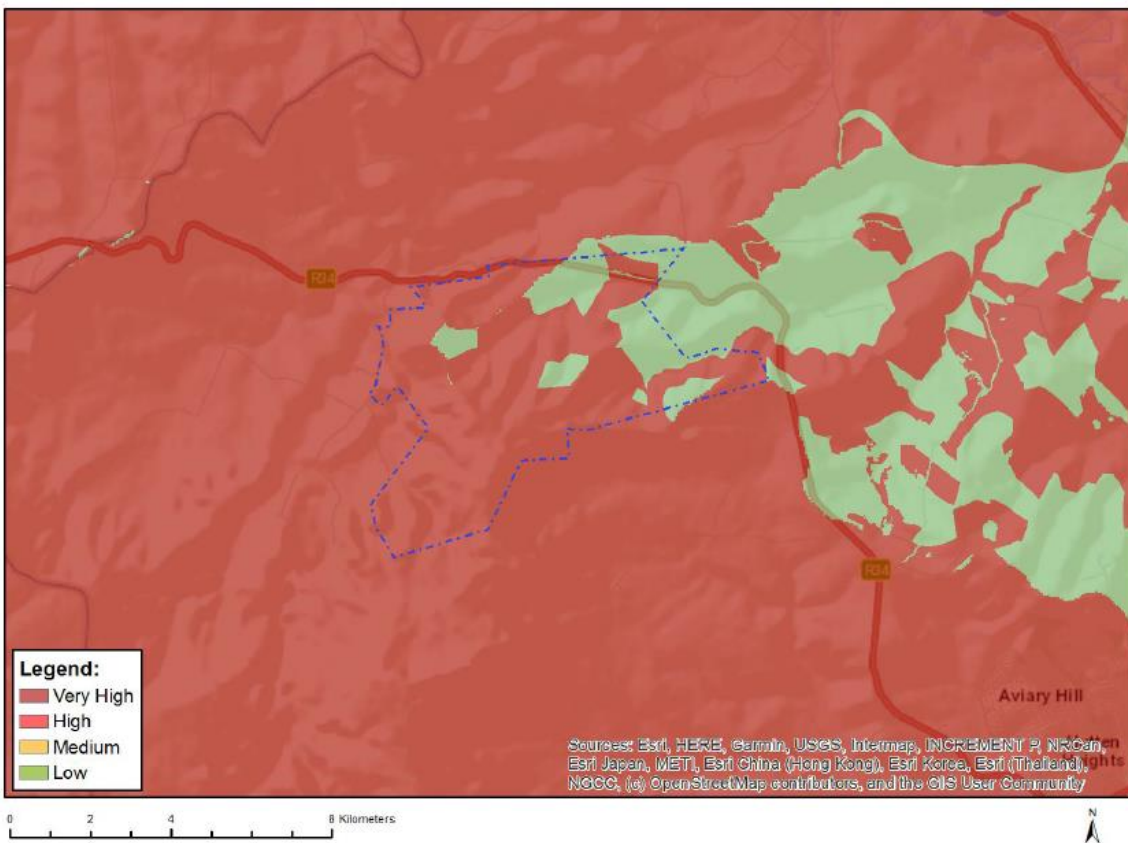 R34
R34
Legend:
Very High
High
Medium
Low
Aviary Hill
Heights
Sources: Esri, HERE, Garmin, USGS, Intermap, INCREMENT P, NRCan,
Esri Japan, METI, Esri China (Hong Kong), Esri Korea, Esri (Thailand),
NGCC, (c) OpenStreetMap contributors, and the GIS User Community
0 2 4 8 Kilometers
N